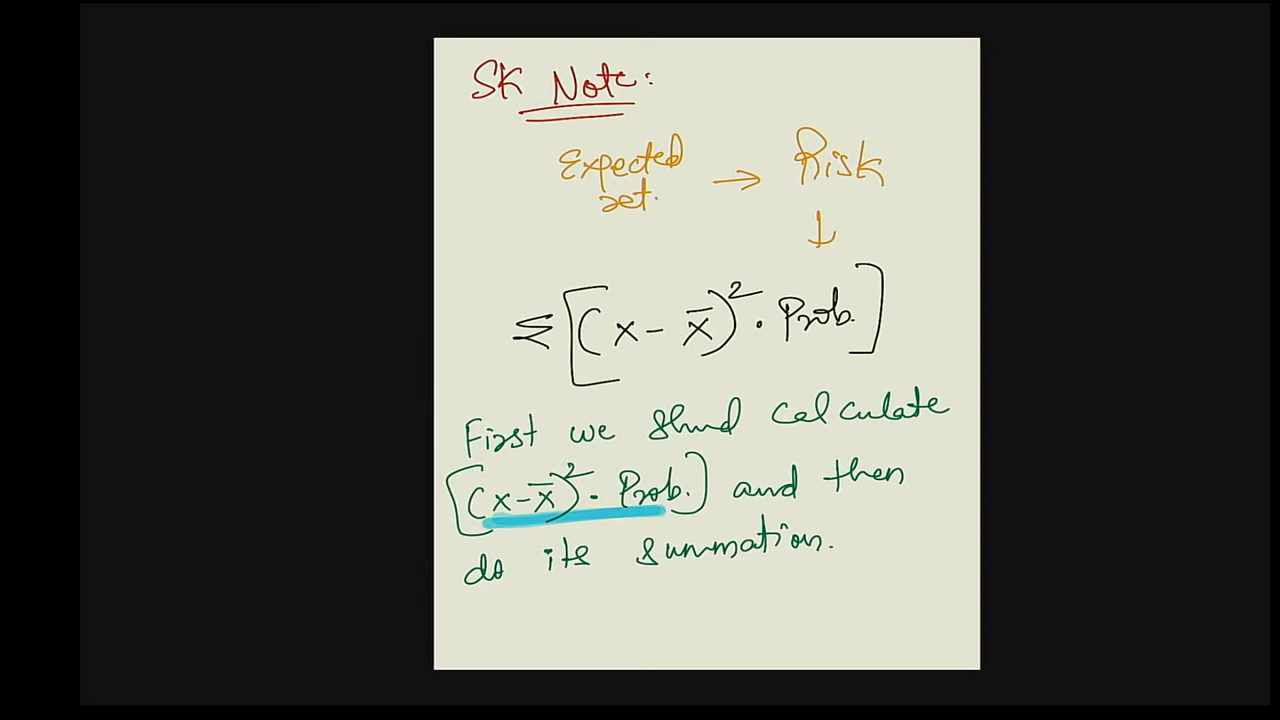 SK Note:
Expected → Risk
ret. ↓
Σ[(x - x̄)². Prob.]
First we shud calculate
[(x-x̄)². Prob.] and then
do its summation.